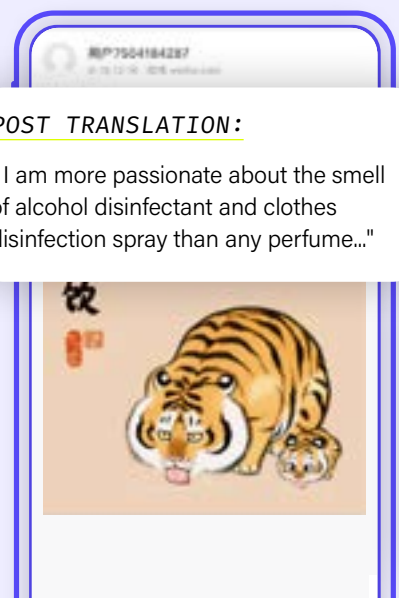 用户7504184287
POST TRANSLATION:
I am more passionate about the smell
of alcohol disinfectant and clothes
disinfection spray than any perfume..."
饮